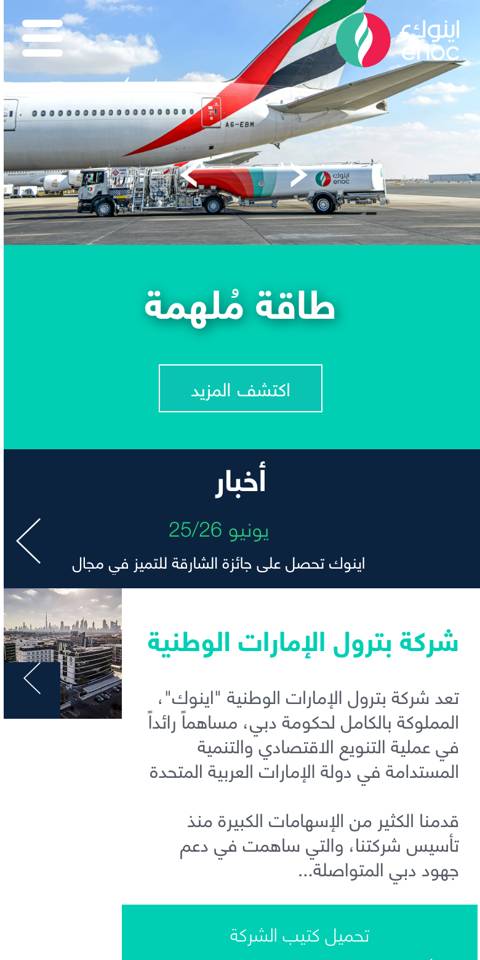 اينوك
enoc
A6-EBM
اينوك
enoc
طاقة مُلهمة
اكتشف المزيد
أخبار
يونيو 25/26
اينوك تحصل على جائزة الشارقة للتميز في مجال
شركة بترول الإمارات الوطنية
تعد شركة بترول الإمارات الوطنية "اينوك"،
المملوكة بالكامل لحكومة دبي، مساهماً رائداً
في عملية التنويع الاقتصادي والتنمية
المستدامة في دولة الإمارات العربية المتحدة
قدمنا الكثير من الإسهامات الكبيرة منذ
تأسيس شركتنا، والتي ساهمت في دعم
جهود دبي المتواصلة...
تحميل كتيب الشركة